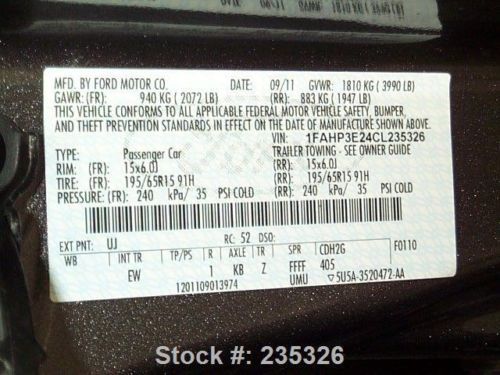 MFD. BY FORD MOTOR CO. DATE: 09/11 GVWR: 1810 KG ( 3990 LB)
GAWR: (FR): 940 KG ( 2072 LB) (RR): 883 KG ( 1947 LB)
THIS VEHICLE CONFORMS TO ALL APPLICABLE FEDERAL MOTOR VEHICLE SAFETY, BUMPER,
AND THEFT PREVENTION STANDARDS IN EFFECT ON THE DATE OF MANUFACTURE SHOWN ABOVE.
VIN: 1FAHP3E24CL235326
TYPE: Passenger Car TRAILER TOWING - SEE OWNER GUIDE
RIM: (FR): 15x6.0J (RR): 15x6.0J
TIRE: (FR): 195/65R15 91H (RR): 195/65R15 91H
PRESSURE: (FR): 240 kPa/ 35 PSI COLD (RR): 240 kPa/ 35 PSI COLD
EXT PNT: UJ RC: 52 DSO: F0110
WB INT TR TP/PS R AXLE TR SPR CDH2G
EW 1 KB Z FFFF 405
1201109013974 UMU ▽5U5A-3520472-AA
Stock #: 235326